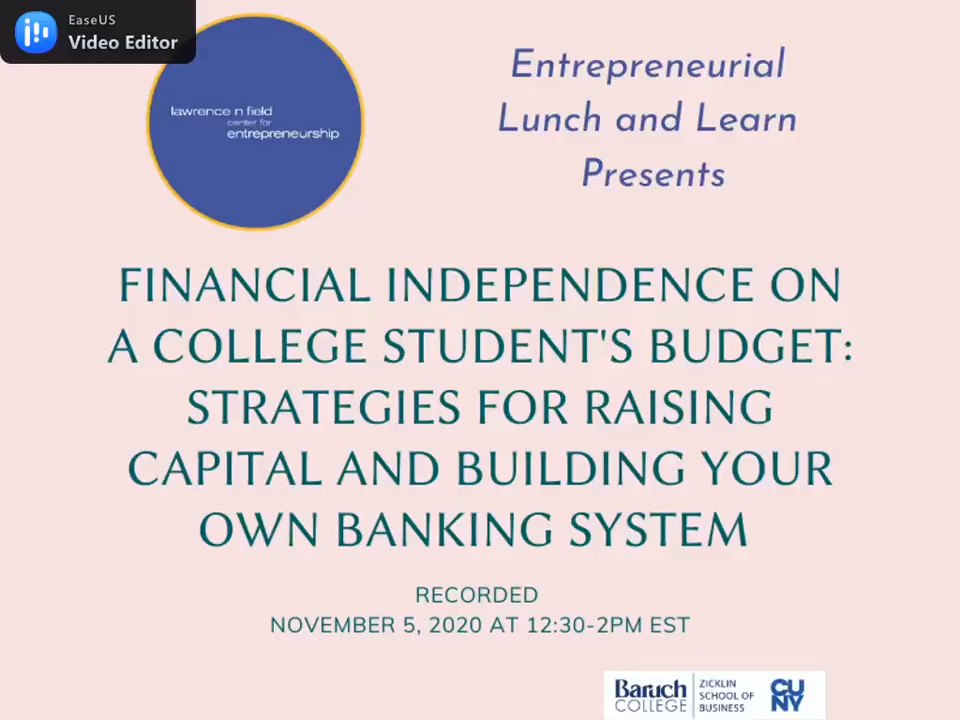 EaseUS
Video Editor
lawrence n field
center for
entrepreneurship
Entrepreneurial
Lunch and Learn
Presents
FINANCIAL INDEPENDENCE ON
A COLLEGE STUDENT'S BUDGET:
STRATEGIES FOR RAISING
CAPITAL AND BUILDING YOUR
OWN BANKING SYSTEM
RECORDED
NOVEMBER 5, 2020 AT 12:30-2PM EST
Baruch
COLLEGE
ZICKLIN
SCHOOL OF
BUSINESS
CU
NY